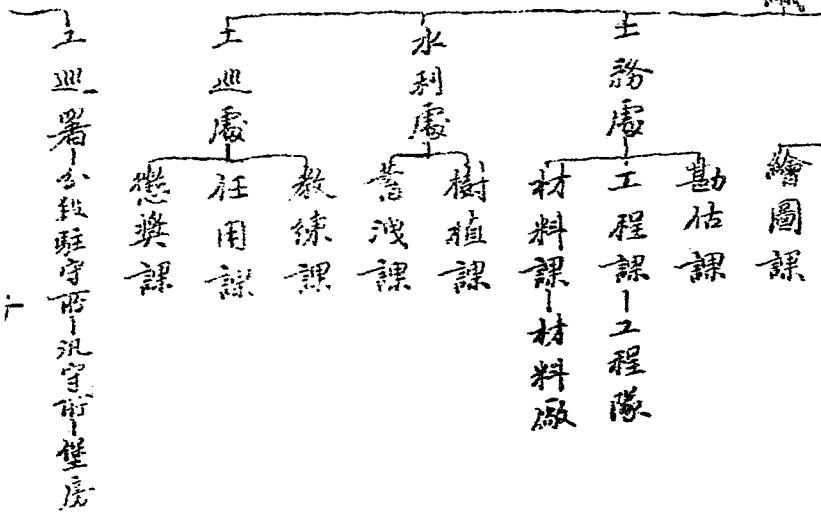 繪圖課
工務處
勘估課
工程課—工程隊
材料課—材料廠
水利處
樹植課
蓄洩課
工巡處
教練課
任用課
懲奬課
工巡署—分段駐守所—汛守所—堡房